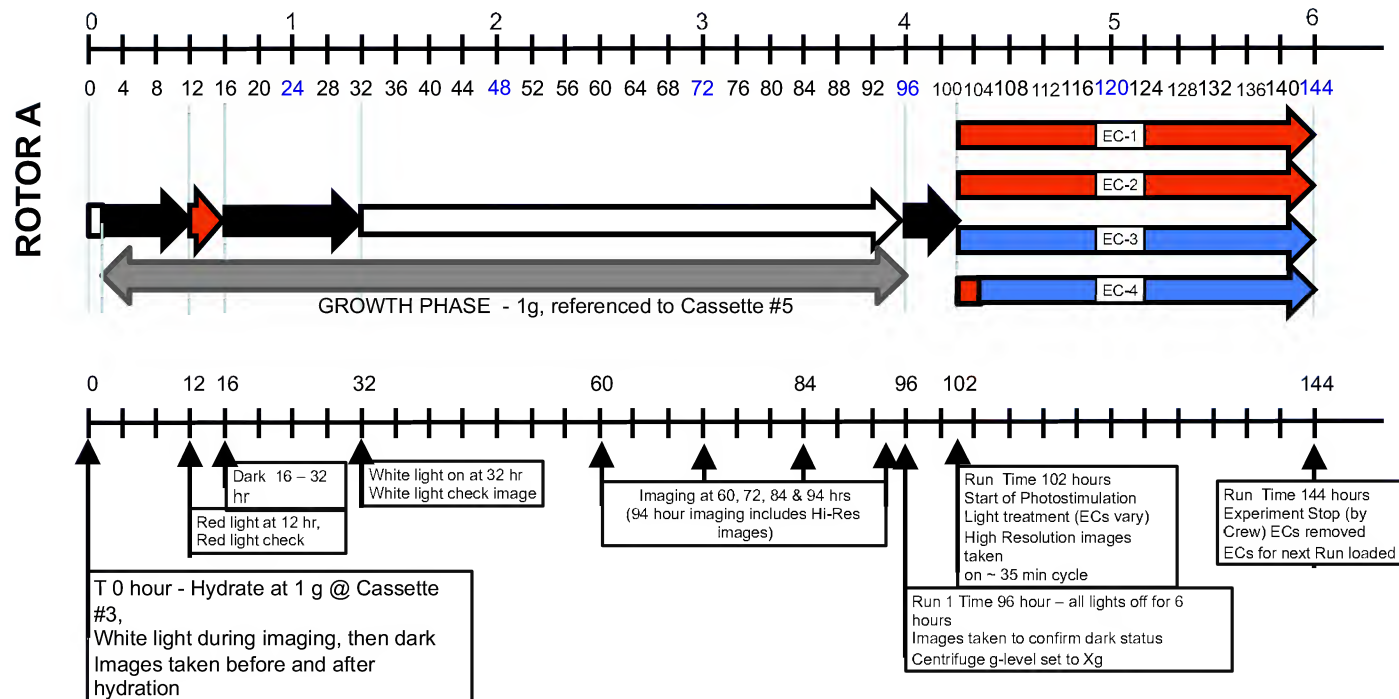 0 1 2 3 4 5 6
0 4 8 12 16 20 24 28 32 36 40 44 48 52 56 60 64 68 72 76 80 84 88 92 96 100 104 108 112 116 120 124 128 132 136 140 144
ROTOR A
EC-1
EC-2
EC-3
EC-4
GROWTH PHASE - 1g, referenced to Cassette #5
0 12 16 32 60 84 96 102 144
Dark 16 – 32
hr
Red light at 12 hr,
Red light check
White light on at 32 hr
White light check image
Imaging at 60, 72, 84 & 94 hrs
(94 hour imaging includes Hi-Res
images)
Run Time 102 hours
Start of Photostimulation
Light treatment (ECs vary)
High Resolution images
taken
on ~ 35 min cycle
Run Time 144 hours
Experiment Stop (by
Crew) ECs removed
ECs for next Run loaded
T 0 hour - Hydrate at 1 g @ Cassette
#3,
White light during imaging, then dark
Images taken before and after
hydration
Run 1 Time 96 hour – all lights off for 6
hours
Images taken to confirm dark status
Centrifuge g-level set to Xg